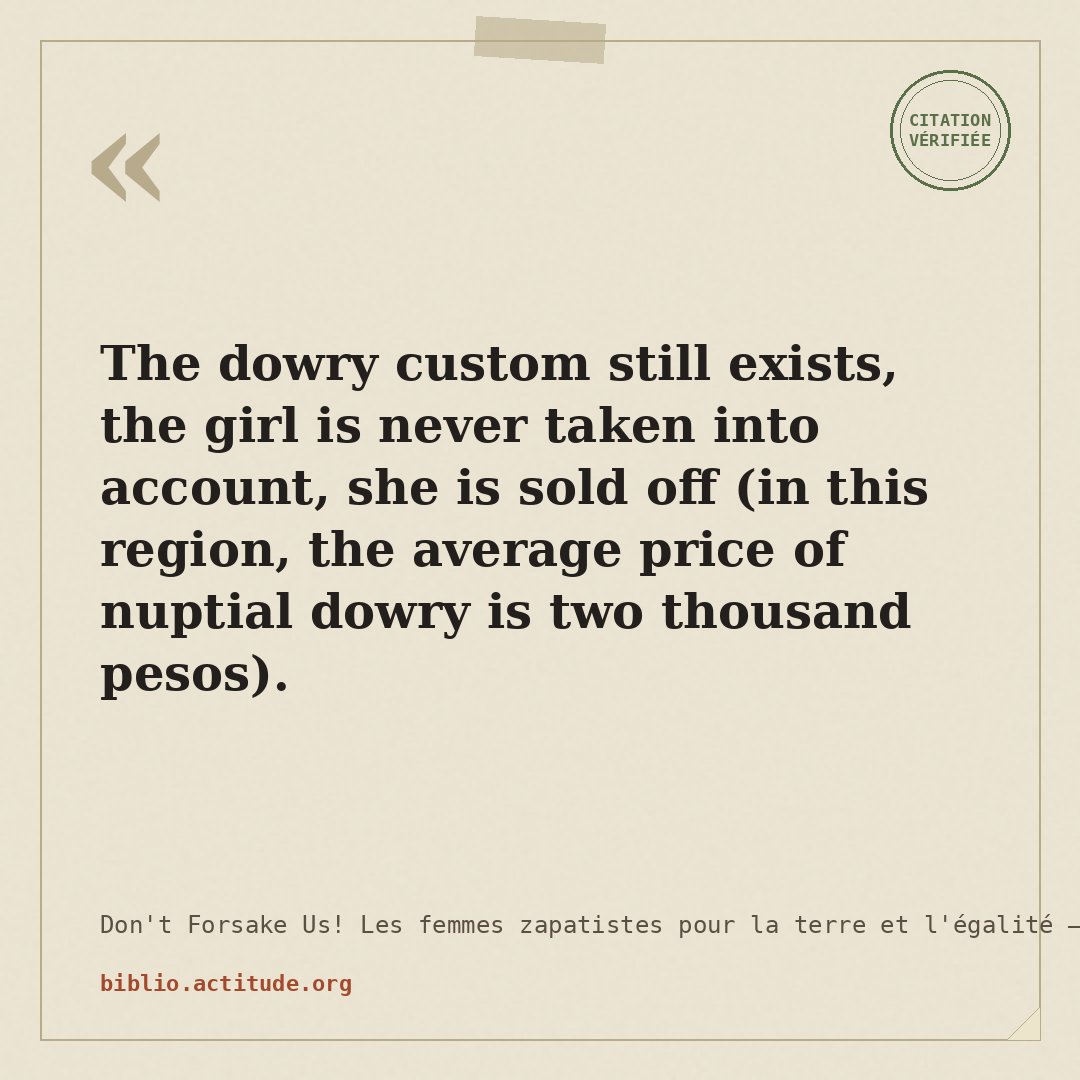 «
CITATION
VÉRIFIÉE
The dowry custom still exists,
the girl is never taken into
account, she is sold off (in this
region, the average price of
nuptial dowry is two thousand
pesos).
Don't Forsake Us! Les femmes zapatistes pour la terre et l'égalité —
biblio.actitude.org